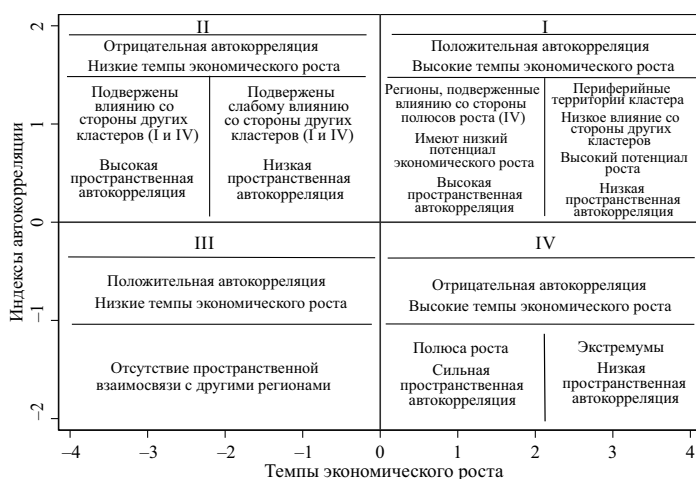 II
Отрицательная автокорреляция
Низкие темпы экономического роста
Подвержены
влиянию со
стороны других
кластеров (I и IV)
Высокая
пространственная
автокорреляция
Подвержены
слабому влиянию
со стороны других
кластеров (I и IV)
Низкая
пространственная
автокорреляция
I
Положительная автокорреляция
Высокие темпы экономического роста
Регионы, подверженные
влиянию со стороны
полюсов роста (IV)
Имеют низкий
потенциал
экономического роста
Высокая
пространственная
автокорреляция
Периферийные
территории кластера
Низкое влияние со
стороны других
кластеров
Высокий потенциал
роста
Низкая
пространственная
автокорреляция
III
Положительная автокорреляция
Низкие темпы экономического роста
Отсутствие пространственной
взаимосвязи с другими регионами
IV
Отрицательная автокорреляция
Высокие темпы экономического роста
Полюса роста
Сильная
пространственная
автокорреляция
Экстремумы
Низкая
пространственная
автокорреляция
Индексы автокорреляции
2
1
0
–1
–2
–4 –3 –2 –1 0 1 2 3 4
Темпы экономического роста